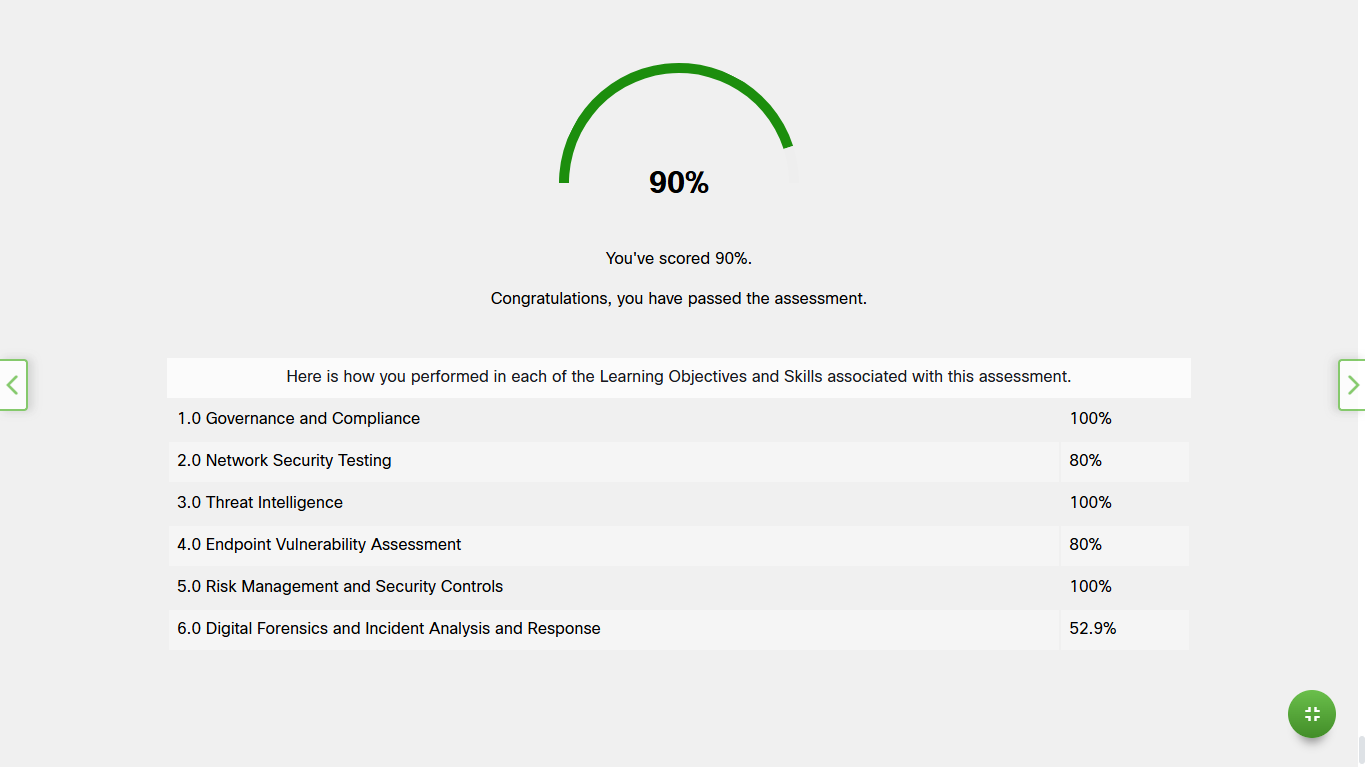 90%
You've scored 90%.
Congratulations, you have passed the assessment.
Here is how you performed in each of the Learning Objectives and Skills associated with this assessment.
1.0 Governance and Compliance 100%
2.0 Network Security Testing 80%
3.0 Threat Intelligence 100%
4.0 Endpoint Vulnerability Assessment 80%
5.0 Risk Management and Security Controls 100%
6.0 Digital Forensics and Incident Analysis and Response 52.9%